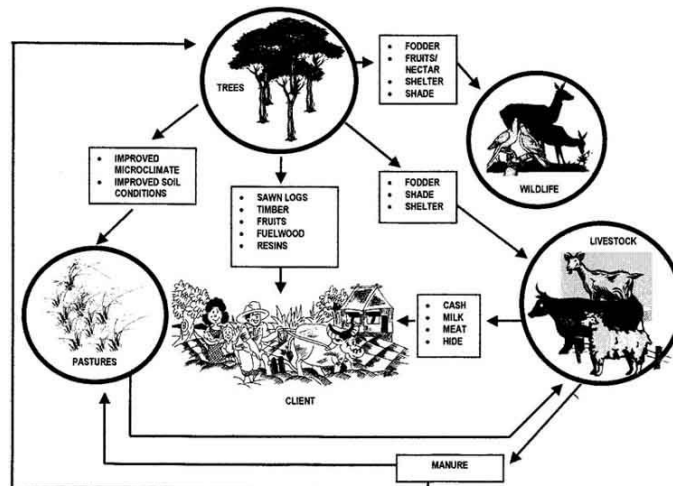 TREES
• FODDER
• FRUITS/
NECTAR
• SHELTER
• SHADE
WILDLIFE
• IMPROVED
MICROCLIMATE
• IMPROVED SOIL
CONDITIONS
• SAWN LOGS
• TIMBER
• FRUITS
• FUELWOOD
• RESINS
• FODDER
• SHADE
• SHELTER
LIVESTOCK
PASTURES
• CASH
• MILK
• MEAT
• HIDE
CLIENT
MANURE